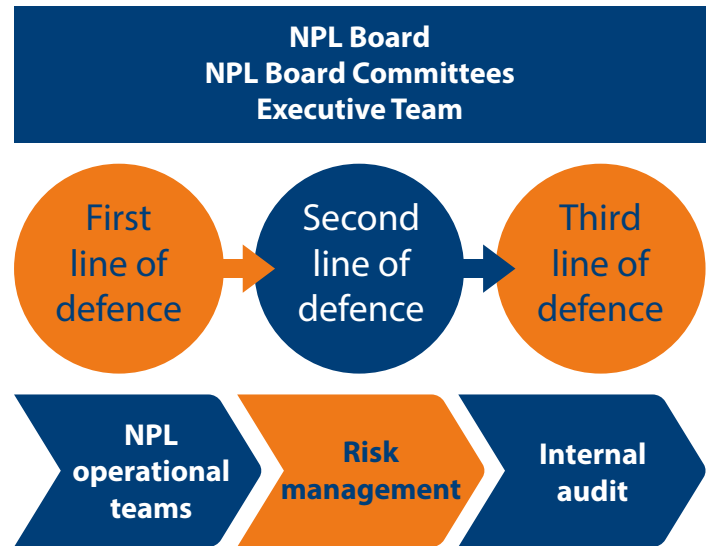 NPL Board
NPL Board Committees
Executive Team
First
line of
defence
Second
line of
defence
Third
line of
defence
NPL
operational
teams
Risk
management
Internal
audit